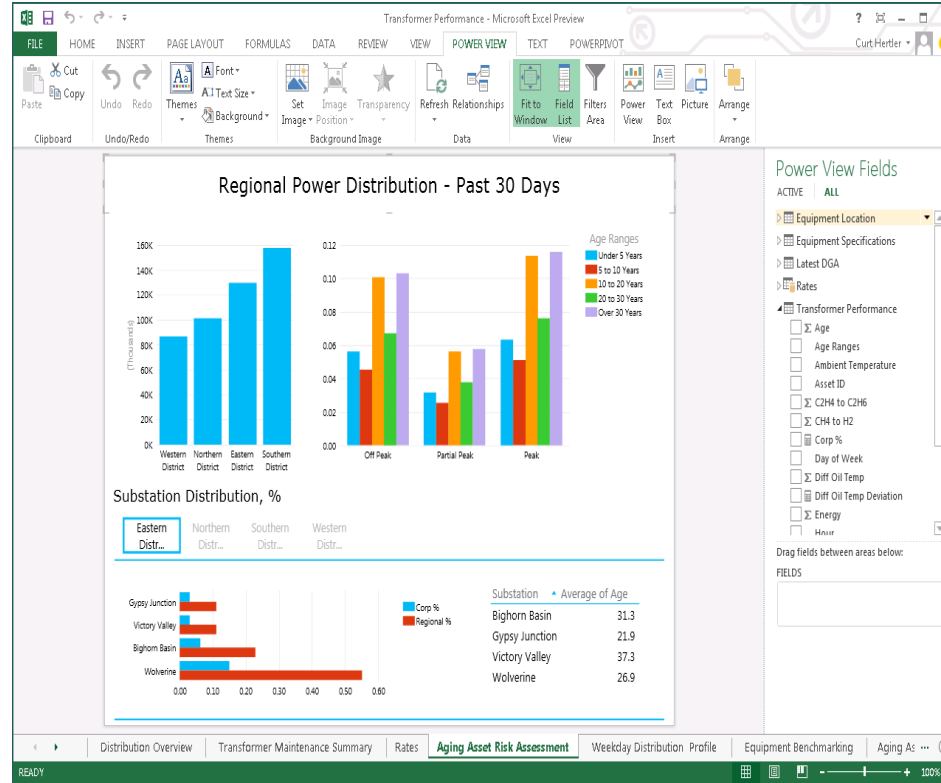 Transformer Performance - Microsoft Excel Preview
?
FILE HOME INSERT PAGE LAYOUT FORMULAS DATA REVIEW VIEW POWER VIEW TEXT POWERPIVOT
Curt Hertler
Paste
Cut
Copy
Clipboard
Undo Redo
Undo/Redo
Themes
Font
Text Size
Background
Themes
Set Image
Image Position
Transparency
Background Image
Refresh Relationships
Data
Fit to Window
Field List
Filters Area
View
Power View
Text Box
Picture
Insert
Arrange
Arrange
Regional Power Distribution - Past 30 Days
(Thousands)
160K
140K
120K
100K
80K
60K
40K
20K
0K
Western District
Northern District
Eastern District
Southern District
0.12
0.10
0.08
0.06
0.04
0.02
0.00
Off Peak Partial Peak Peak
Age Ranges
Under 5 Years
5 to 10 Years
10 to 20 Years
20 to 30 Years
Over 30 Years
Substation Distribution, %
Eastern Distr...
Northern Distr...
Southern Distr...
Western Distr...
Gypsy Junction
Victory Valley
Bighorn Basin
Wolverine
0.00 0.10 0.20 0.30 0.40 0.50 0.60
Corp %
Regional %
Substation Average of Age
Bighorn Basin 31.3
Gypsy Junction 21.9
Victory Valley 37.3
Wolverine 26.9
Power View Fields
ACTIVE ALL
Equipment Location
Equipment Specifications
Latest DGA
Rates
Transformer Performance
Σ Age
Age Ranges
Ambient Temperature
Asset ID
Σ C2H4 to C2H6
Σ CH4 to H2
Corp %
Day of Week
Σ Diff Oil Temp
Diff Oil Temp Deviation
Σ Energy
Hour
Drag fields between areas below:
FIELDS
Distribution Overview Transformer Maintenance Summary Rates Aging Asset Risk Assessment Weekday Distribution Profile Equipment Benchmarking Aging As ...
READY
100%